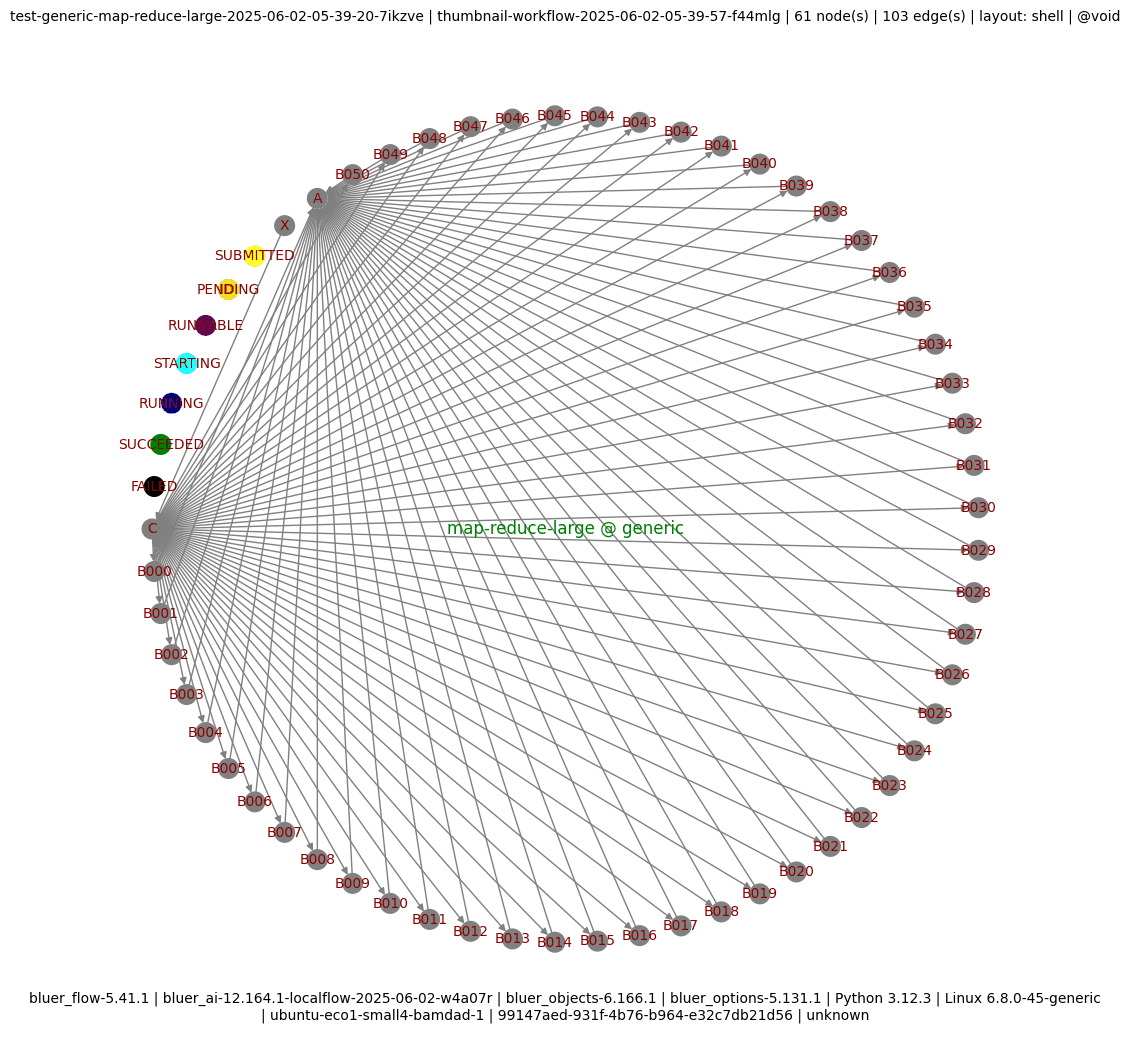 test-generic-map-reduce-large-2025-06-02-05-39-20-7ikzve | thumbnail-workflow-2025-06-02-05-39-57-f44mlg | 61 node(s) | 103 edge(s) | layout: shell | @void
B045
B044
B046
B043
B047
B042
B048
B041
B049
B040
B050
B039
A
B038
X
B037
SUBMITTED
B036
PENDING
B035
RUNNABLE
B034
STARTING
B033
RUNNING
B032
SUCCEEDED
B031
FAILED
B030
C
map-reduce-large @ generic
B029
B000
B028
B001
B027
B002
B026
B003
B025
B004
B024
B005
B023
B006
B022
B007
B021
B008
B020
B009
B019
B010
B018
B011
B017
B012
B016
B013
B015
B014
bluer_flow-5.41.1 | bluer_ai-12.164.1-localflow-2025-06-02-w4a07r | bluer_objects-6.166.1 | bluer_options-5.131.1 | Python 3.12.3 | Linux 6.8.0-45-generic
| ubuntu-eco1-small4-bamdad-1 | 99147aed-931f-4b76-b964-e32c7db21d56 | unknown